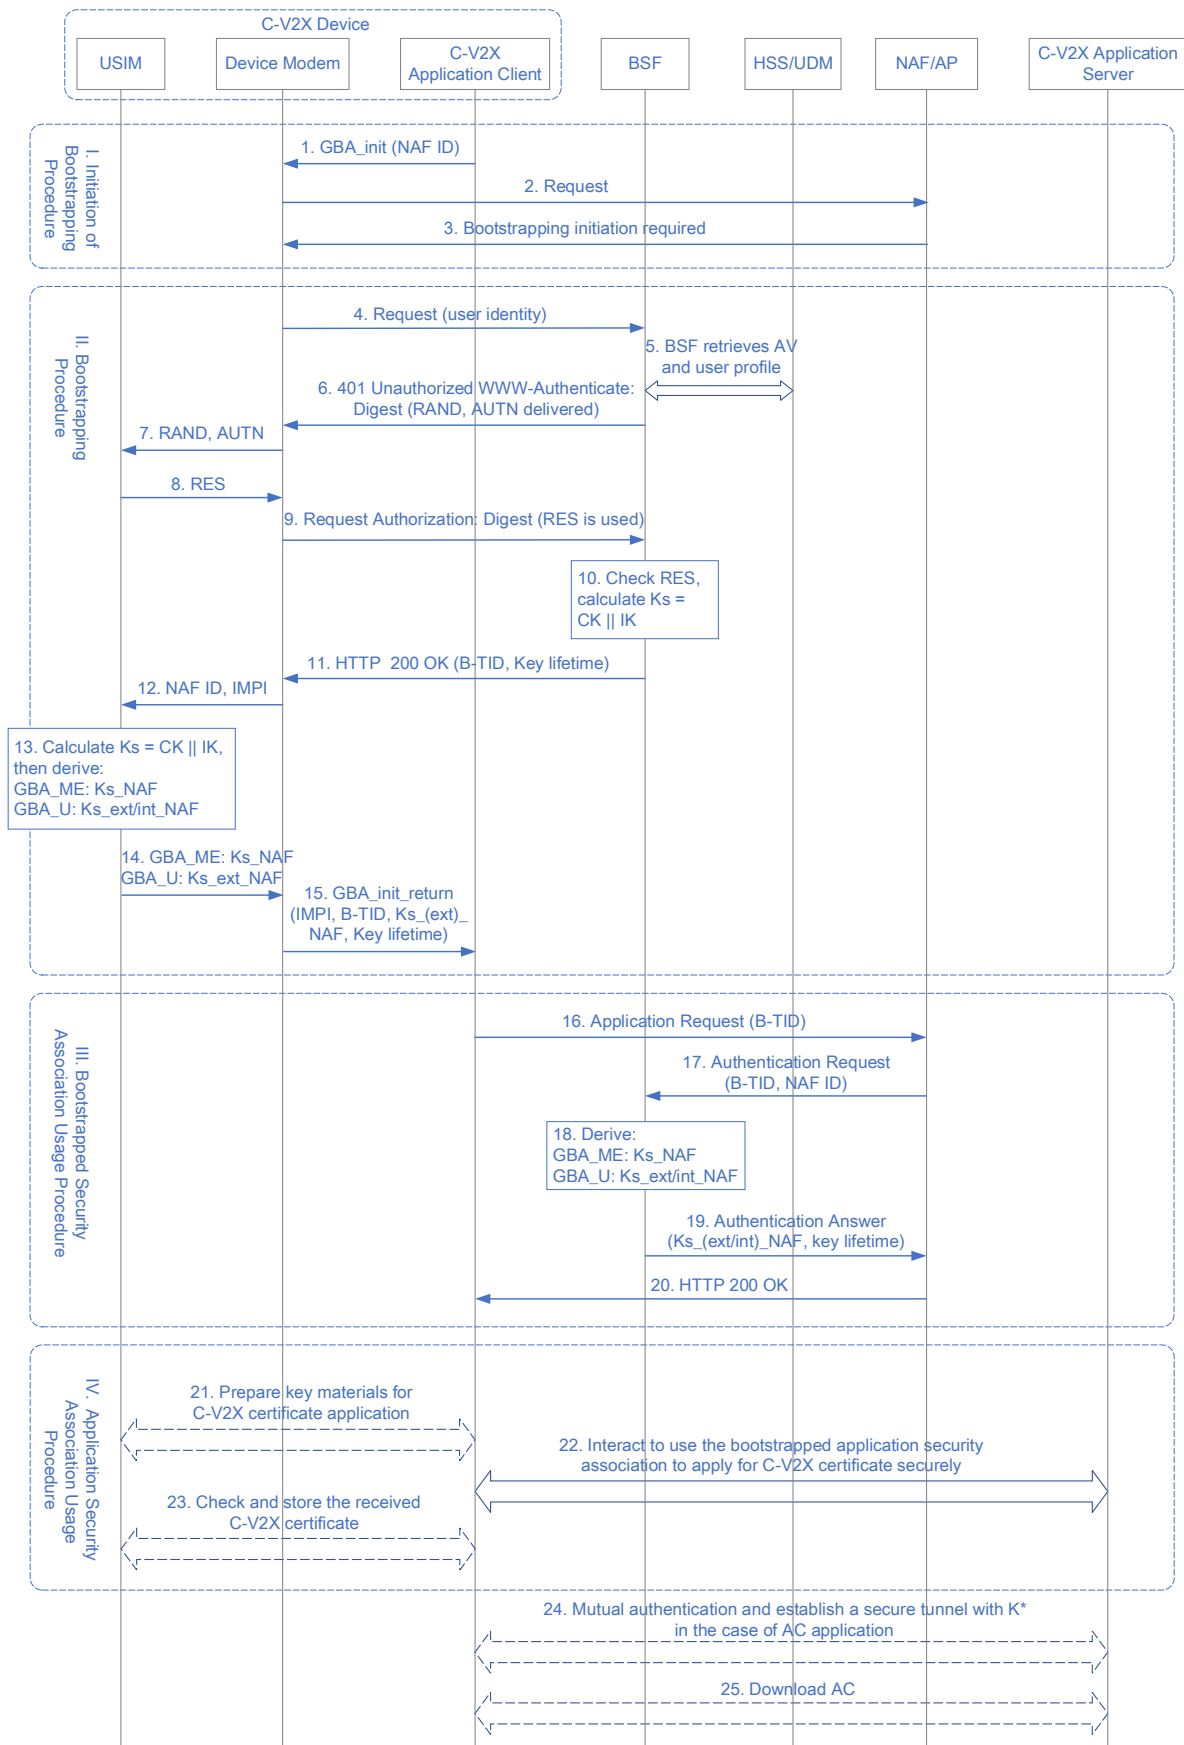 C-V2X Device
USIM
Device Modem
C-V2X
Application Client
BSF
HSS/UDM
NAF/AP
C-V2X Application
Server
I. Initiation of
Bootstrapping
Procedure
1. GBA_init (NAF ID)
2. Request
3. Bootstrapping initiation required
II. Bootstrapping
Procedure
4. Request (user identity)
5. BSF retrieves AV
and user profile
6. 401 Unauthorized WWW-Authenticate:
Digest (RAND, AUTN delivered)
7. RAND, AUTN
8. RES
9. Request Authorization: Digest (RES is used)
10. Check RES,
calculate Ks =
CK || IK
11. HTTP 200 OK (B-TID, Key lifetime)
12. NAF ID, IMPI
13. Calculate Ks = CK || IK,
then derive:
GBA_ME: Ks_NAF
GBA_U: Ks_ext/int_NAF
14. GBA_ME: Ks_NAF
GBA_U: Ks_ext_NAF
15. GBA_init_return
(IMPI, B-TID, Ks_(ext)_
NAF, Key lifetime)
III. Bootstrapped Security
Association Usage Procedure
16. Application Request (B-TID)
17. Authentication Request
(B-TID, NAF ID)
18. Derive:
GBA_ME: Ks_NAF
GBA_U: Ks_ext/int_NAF
19. Authentication Answer
(Ks_(ext/int)_NAF, key lifetime)
20. HTTP 200 OK
IV. Application Security
Association Usage
Procedure
21. Prepare key materials for
C-V2X certificate application
22. Interact to use the bootstrapped application security
association to apply for C-V2X certificate securely
23. Check and store the received
C-V2X certificate
24. Mutual authentication and establish a secure tunnel with K*
in the case of AC application
25. Download AC